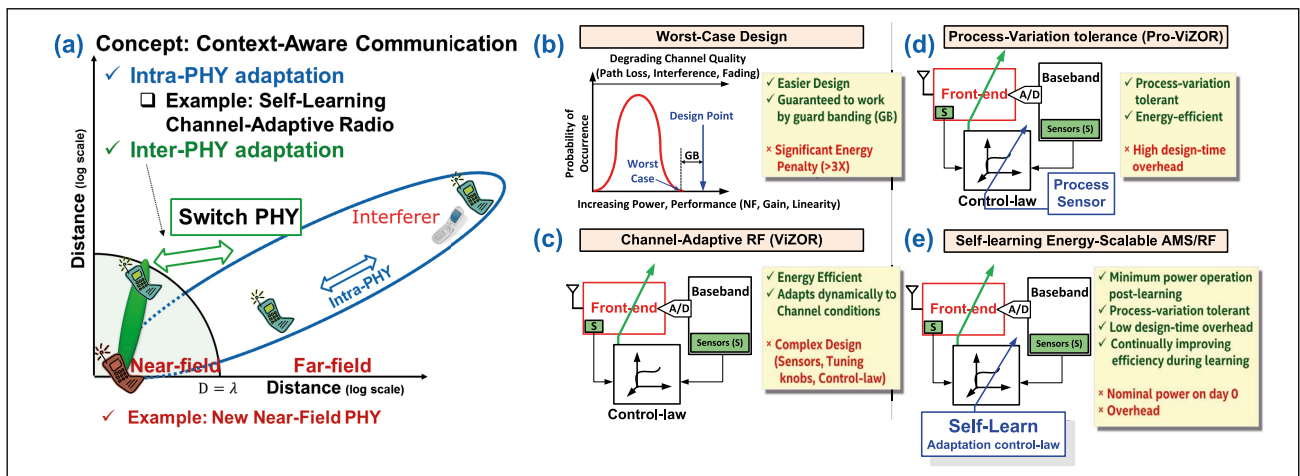 (a)
Concept: Context-Aware Communication
✓ Intra-PHY adaptation
❑ Example: Self-Learning
Channel-Adaptive Radio
✓ Inter-PHY adaptation
Switch PHY
Interferer
Intra-PHY
Near-field
Far-field
D = λ
Distance (log scale)
Distance (log scale)
✓ Example: New Near-Field PHY
(b)
Worst-Case Design
Degrading Channel Quality
(Path Loss, Interference, Fading)
Probability of
Occurrence
Design Point
GB
Worst
Case
Increasing Power, Performance (NF, Gain, Linearity)
✓ Easier Design
✓ Guaranteed to work
by guard banding (GB)
× Significant Energy
Penalty (>3X)
(c)
Channel-Adaptive RF (ViZOR)
Front-end
A/D
Baseband
S
Sensors (S)
Control-law
✓ Energy Efficient
✓ Adapts dynamically to
Channel conditions
× Complex Design
(Sensors, Tuning
knobs, Control-law)
(d)
Process-Variation tolerance (Pro-ViZOR)
Front-end
A/D
Baseband
S
Sensors (S)
Control-law
Process
Sensor
✓ Process-variation
tolerant
✓ Energy-efficient
× High design-time
overhead
(e)
Self-learning Energy-Scalable AMS/RF
Front-end
A/D
Baseband
S
Sensors (S)
Self-Learn
Adaptation control-law
✓ Minimum power operation
post-learning
✓ Process-variation tolerant
✓ Low design-time overhead
✓ Continually improving
efficiency during learning
× Nominal power on day 0
× Overhead